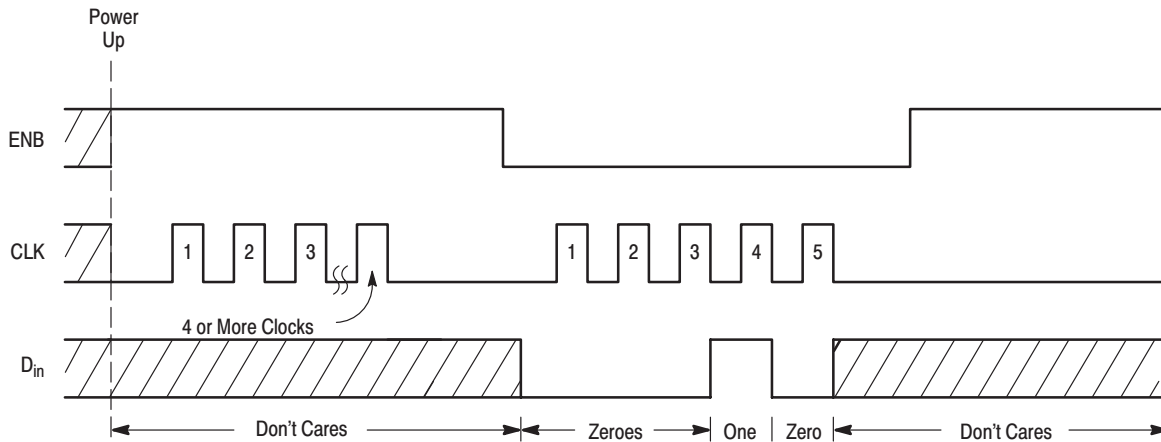 Power
Up
ENB
CLK
1 2 3
1 2 3 4 5
4 or More Clocks
Din
Don't Cares
Zeroes
One
Zero
Don't Cares